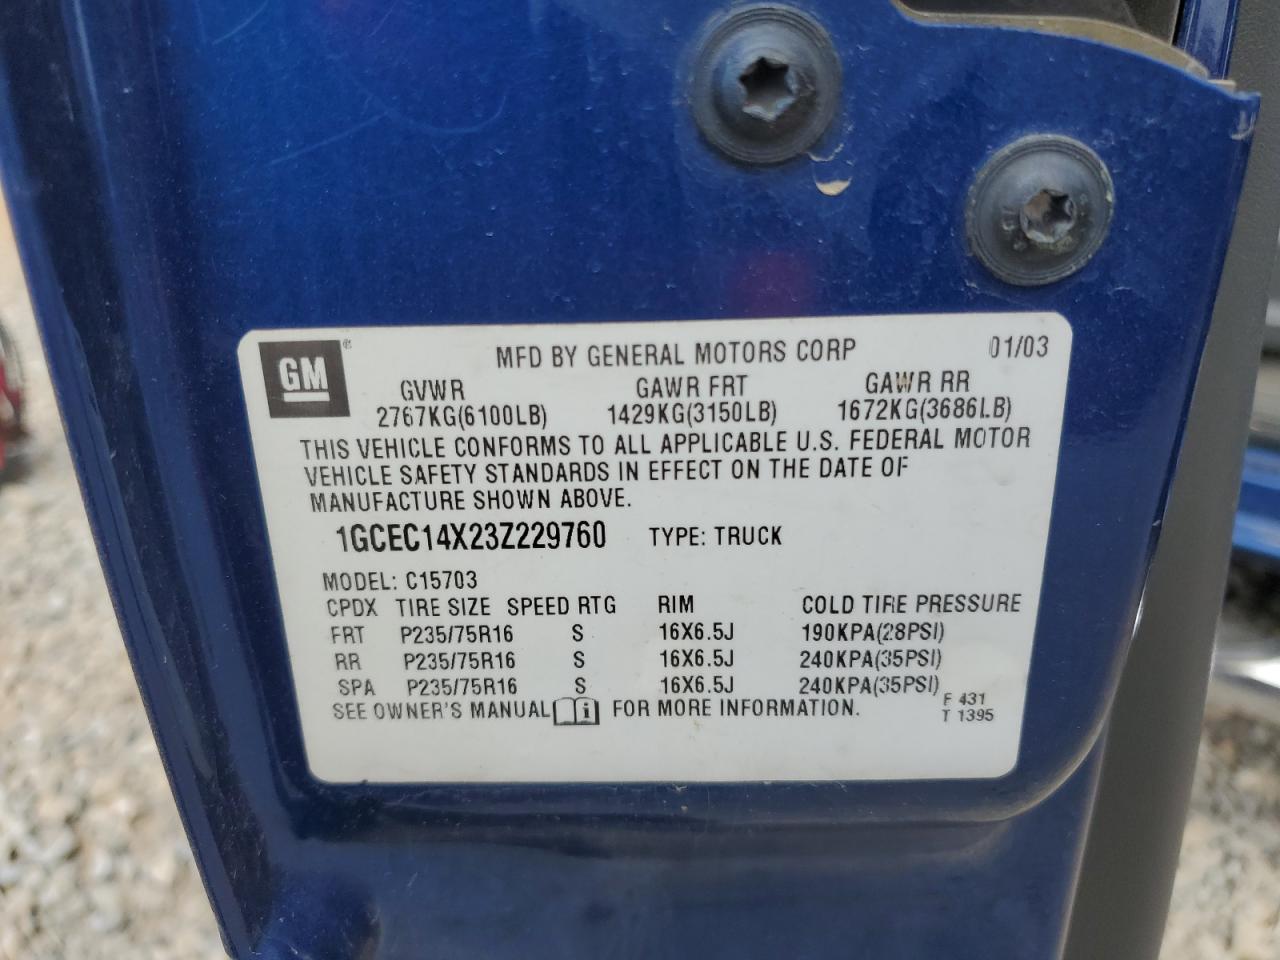 GM ®
MFD BY GENERAL MOTORS CORP 01/03
GVWR GAWR FRT GAWR RR
2767KG(6100LB) 1429KG(3150LB) 1672KG(3686LB)
THIS VEHICLE CONFORMS TO ALL APPLICABLE U.S. FEDERAL MOTOR
VEHICLE SAFETY STANDARDS IN EFFECT ON THE DATE OF
MANUFACTURE SHOWN ABOVE.
1GCEC14X23Z229760 TYPE: TRUCK
MODEL: C15703
CPDX TIRE SIZE SPEED RTG RIM COLD TIRE PRESSURE
FRT P235/75R16 S 16X6.5J 190KPA(28PSI)
RR P235/75R16 S 16X6.5J 240KPA(35PSI)
SPA P235/75R16 S 16X6.5J 240KPA(35PSI)
SEE OWNER'S MANUAL i FOR MORE INFORMATION.
F 431
T 1395